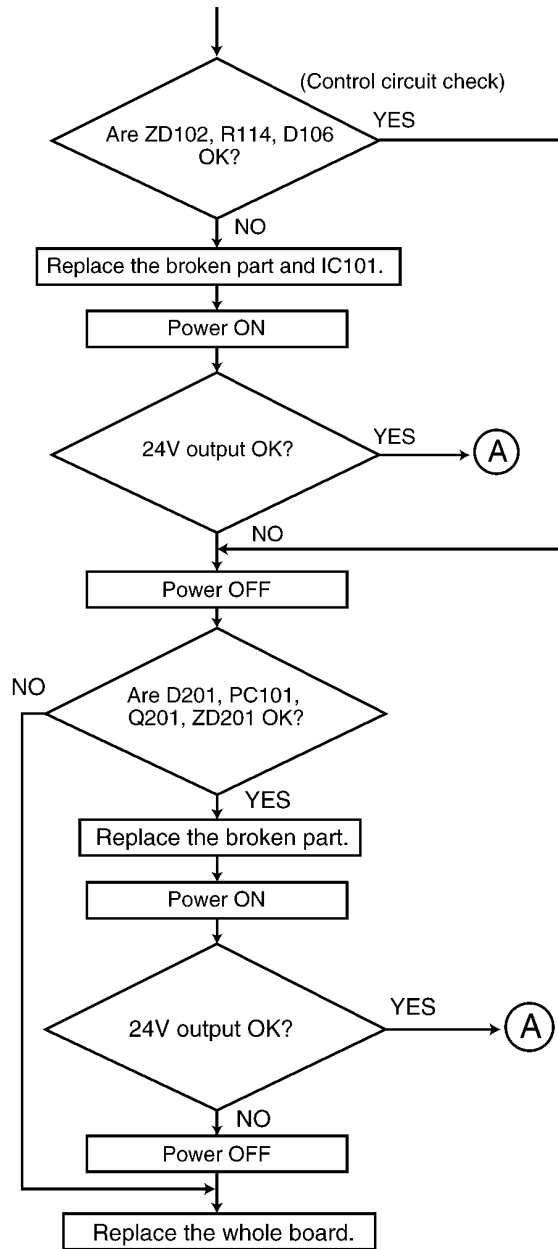 (Control circuit check)
YES
Are ZD102, R114, D106
OK?
NO
Replace the broken part and IC101.
Power ON
24V output OK?
YES
A
NO
Power OFF
NO
Are D201, PC101,
Q201, ZD201 OK?
YES
Replace the broken part.
Power ON
24V output OK?
YES
A
NO
Power OFF
Replace the whole board.